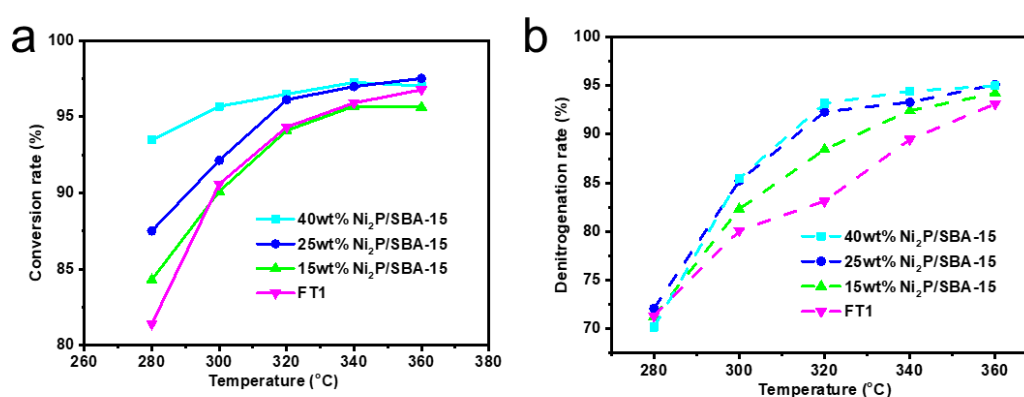 a
100
95
90
85
80
Conversion rate (%)
40wt% Ni₂P/SBA-15
25wt% Ni₂P/SBA-15
15wt% Ni₂P/SBA-15
FT1
260 280 300 320 340 360 380
Temperature (°C)
b
100
95
90
85
80
75
70
Denitrogenation rate (%)
40wt% Ni₂P/SBA-15
25wt% Ni₂P/SBA-15
15wt% Ni₂P/SBA-15
FT1
280 300 320 340 360
Temperature (°C)